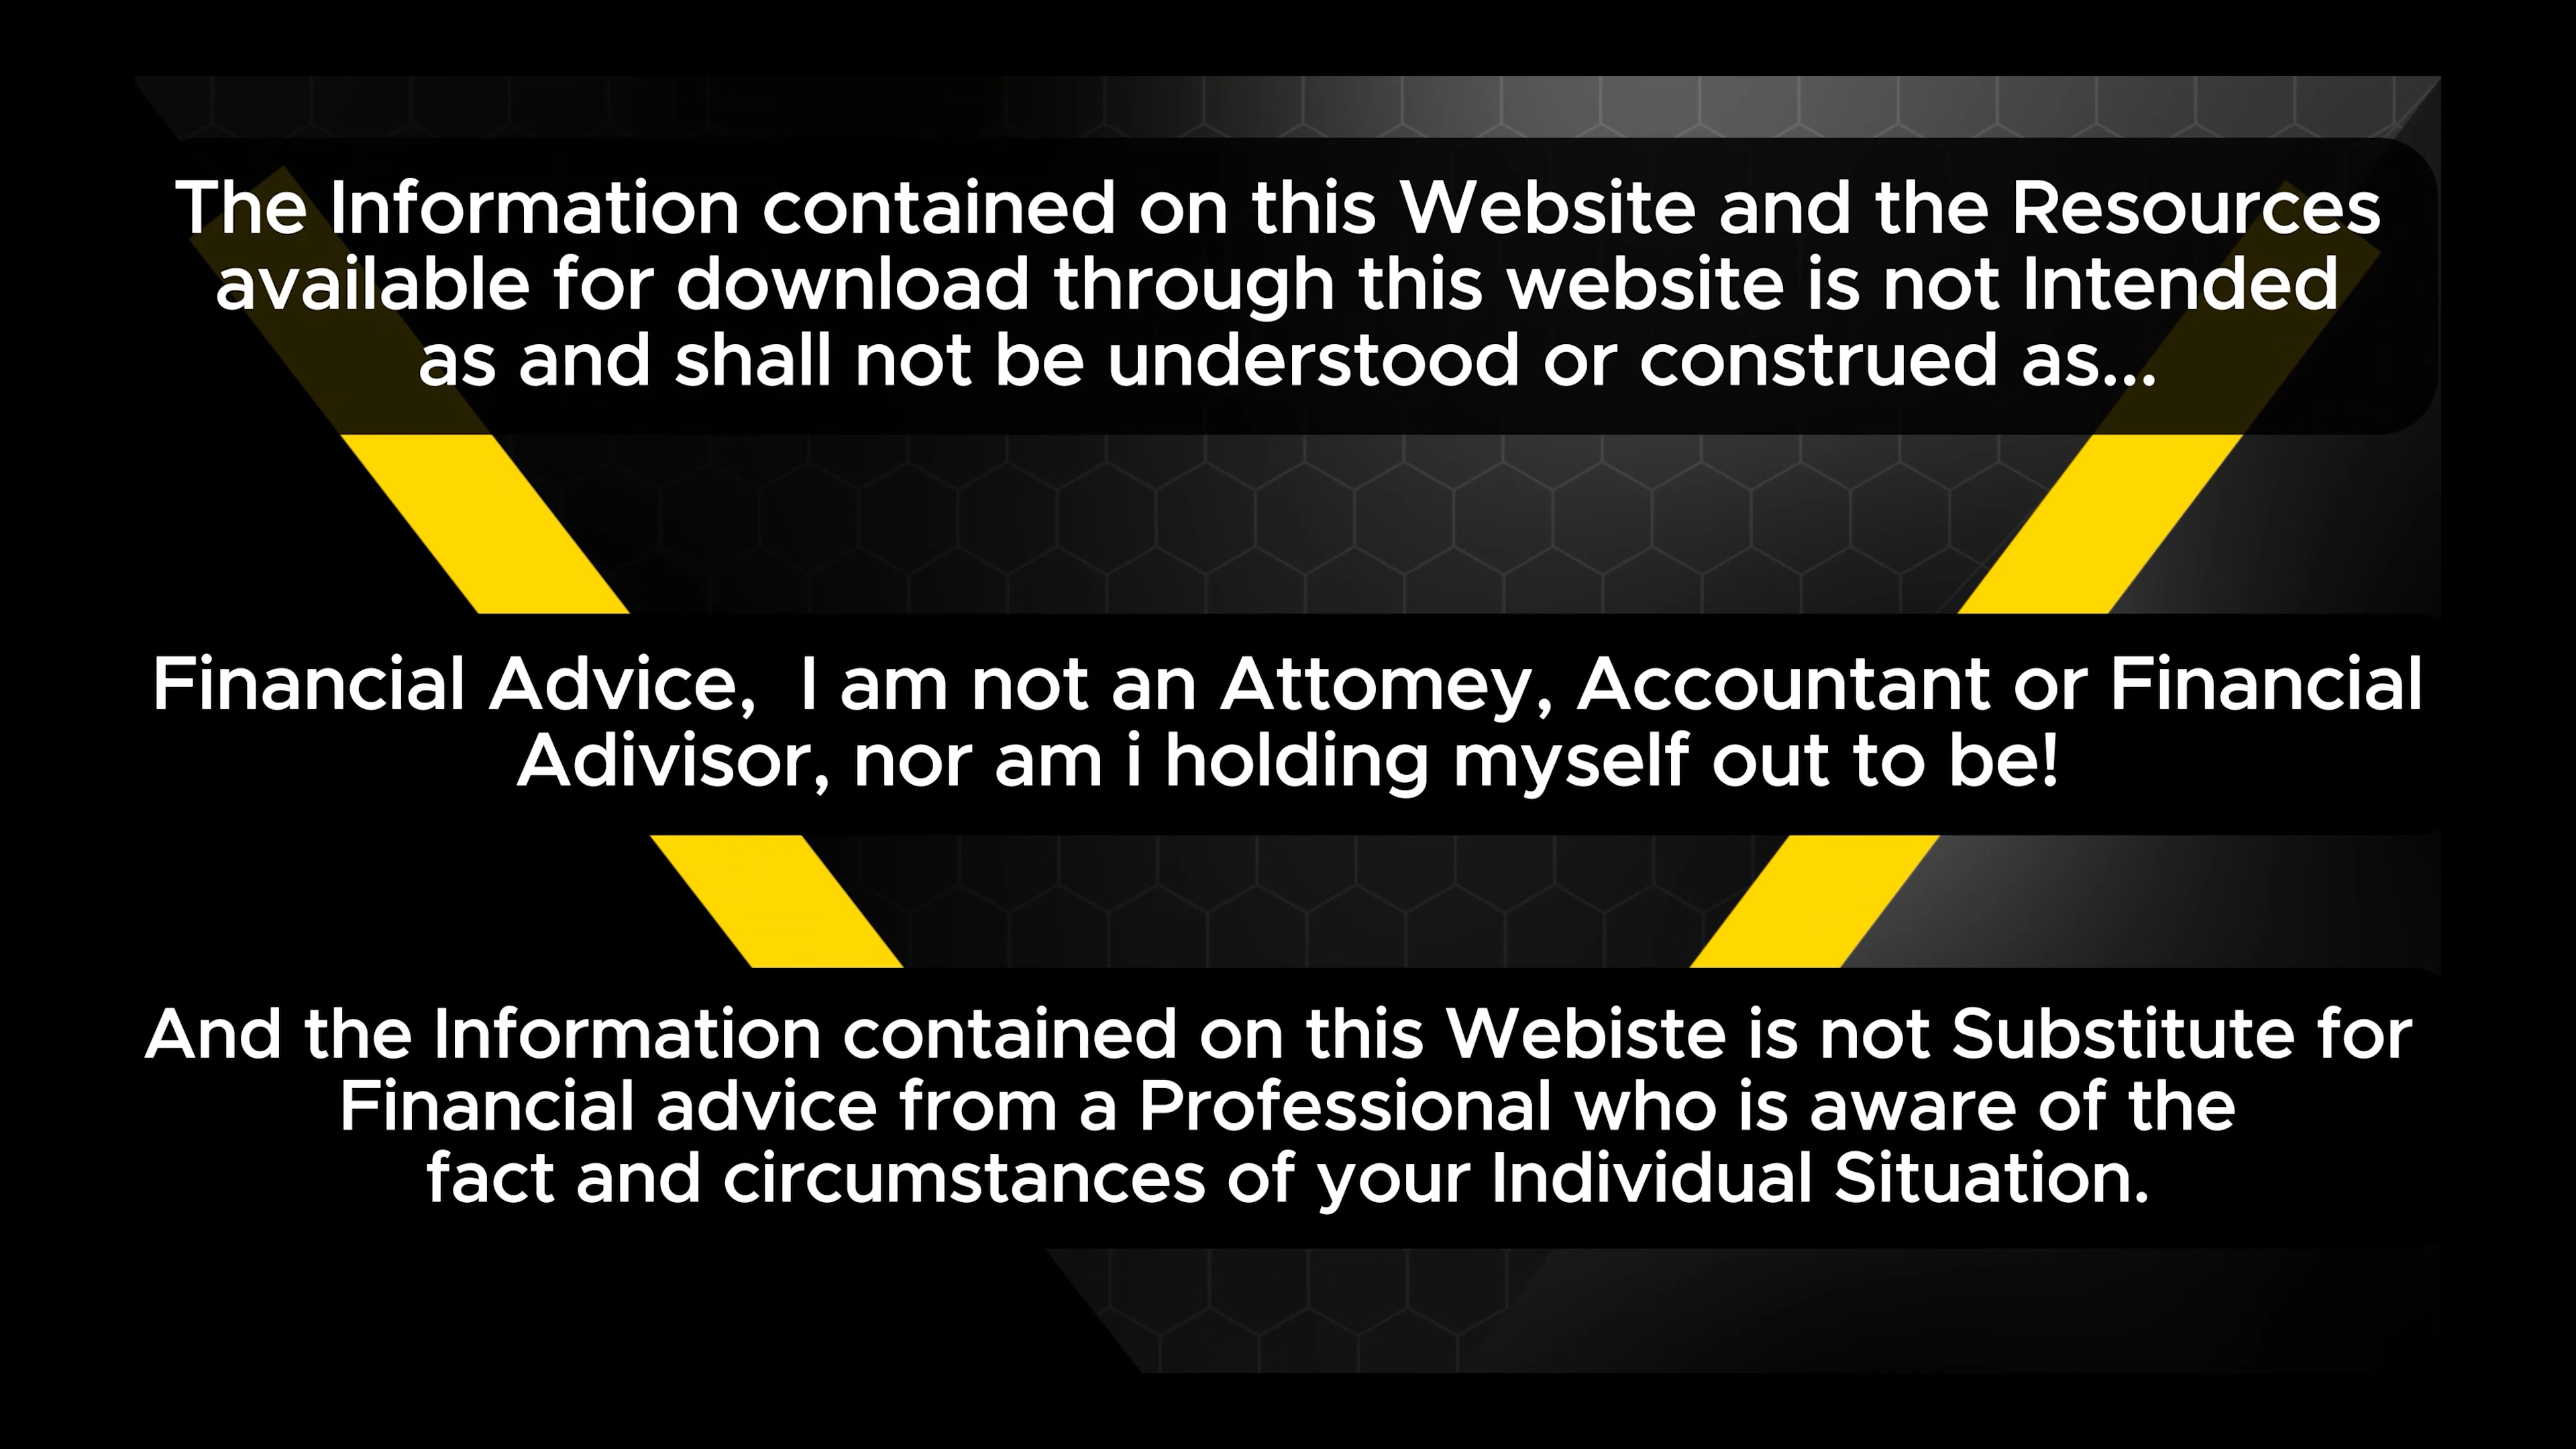 The Information contained on this Website and the Resources
available for download through this website is not Intended
as and shall not be understood or construed as...
Financial Advice,  I am not an Attomey, Accountant or Financial
Adivisor, nor am i holding myself out to be!
And the Information contained on this Webiste is not Substitute for
Financial advice from a Professional who is aware of the
fact and circumstances of your Individual Situation.